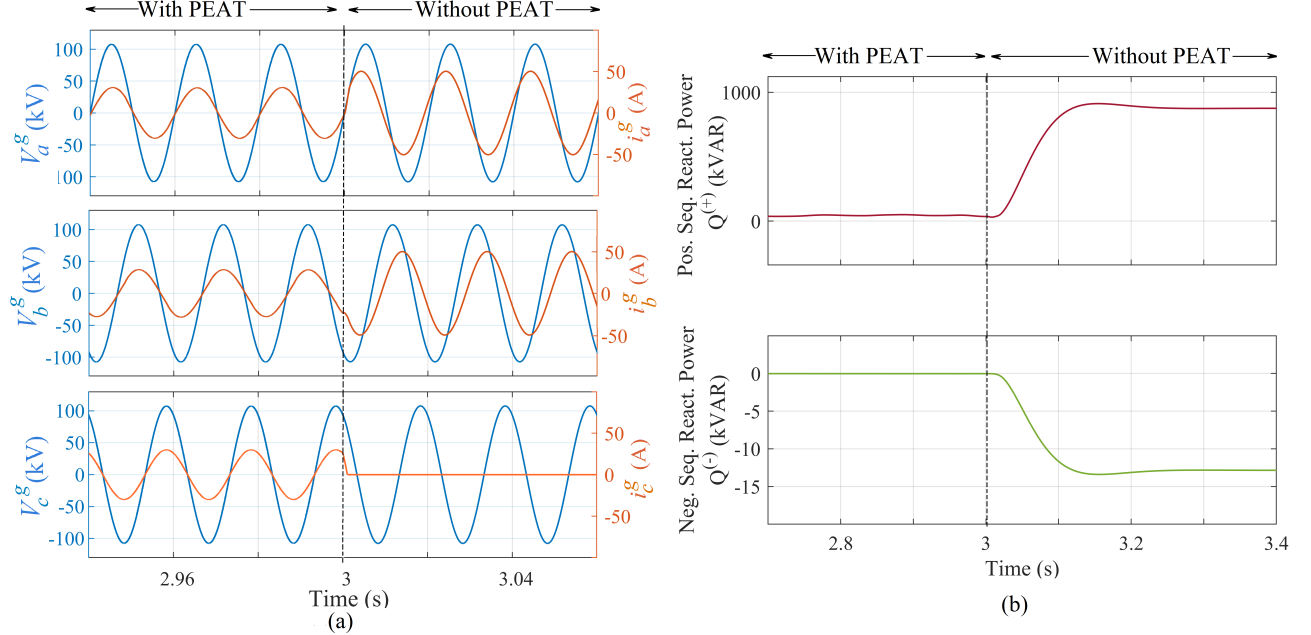 With PEAT Without PEAT
100
50
0
-50
100
V_a^g (kV)
50
0
-50
i_a^g (A)
100
50
0
-50
-100
V_b^g (kV)
50
0
-50
i_b^g (A)
100
50
0
-50
-100
V_c^g (kV)
50
0
-50
i_c^g (A)
2.96 3 3.04
Time (s)
(a)
With PEAT Without PEAT
1000
0
Pos. Seq. React. Power
Q^(+) (kVAR)
0
-5
-10
-15
Neg. Seq. React. Power
Q^(-) (kVAR)
2.8 3 3.2 3.4
Time (s)
(b)